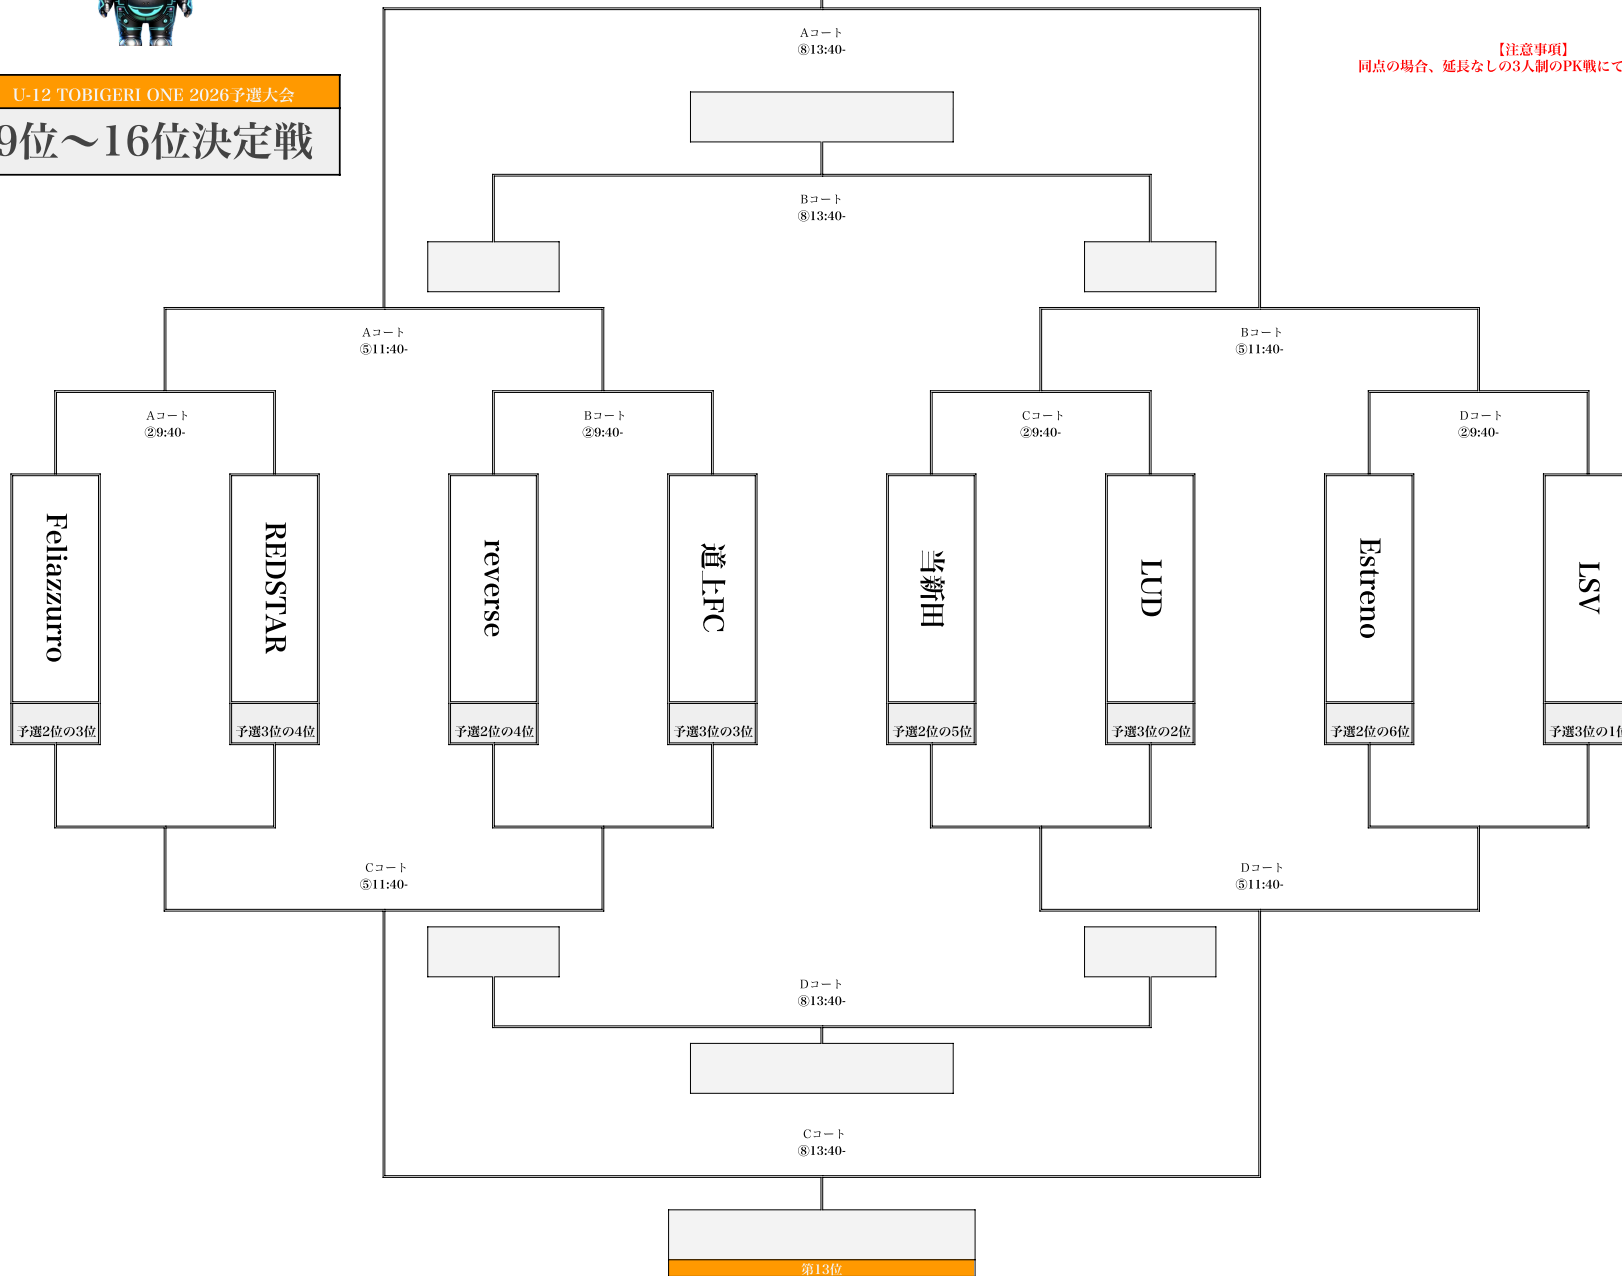 Aコート
⑧13:40-
【注意事項】
同点の場合、延長なしの3人制のPK戦にて
U-12 TOBIGERI ONE 2026予選大会
9位～16位決定戦
Bコート
⑧13:40-
Aコート
⑤11:40-
Bコート
⑤11:40-
Aコート
②9:40-
Bコート
②9:40-
Cコート
②9:40-
Dコート
②9:40-
Feliazzurro
REDSTAR
reverse
道上FC
当新田
LUD
Estreno
LSV
予選2位の3位
予選3位の4位
予選2位の4位
予選3位の3位
予選2位の5位
予選3位の2位
予選2位の6位
予選3位の1位
Cコート
⑤11:40-
Dコート
⑤11:40-
Dコート
⑧13:40-
Cコート
⑧13:40-
第13位